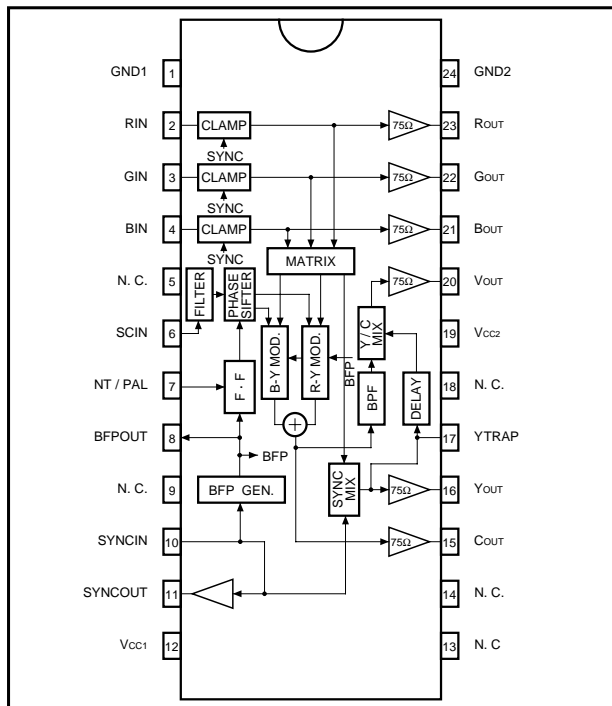 GND1 1 24 GND2
RIN 2 CLAMP 75Ω 23 ROUT
SYNC
GIN 3 CLAMP 75Ω 22 GOUT
SYNC
BIN 4 CLAMP 75Ω 21 BOUT
SYNC
MATRIX
N. C. 5 FILTER PHASE SIFTER 75Ω 20 VOUT
SCIN 6 B-Y MOD. R-Y MOD. BFP Y / C MIX 19 VCC2
NT / PAL 7 F · F BPF DELAY 18 N. C.
BFPOUT 8 + 17 YTRAP
BFP
N. C. 9 BFP GEN. SYNC MIX 75Ω 16 YOUT
SYNCIN 10 75Ω 15 COUT
SYNCOUT 11 14 N. C.
VCC1 12 13 N. C